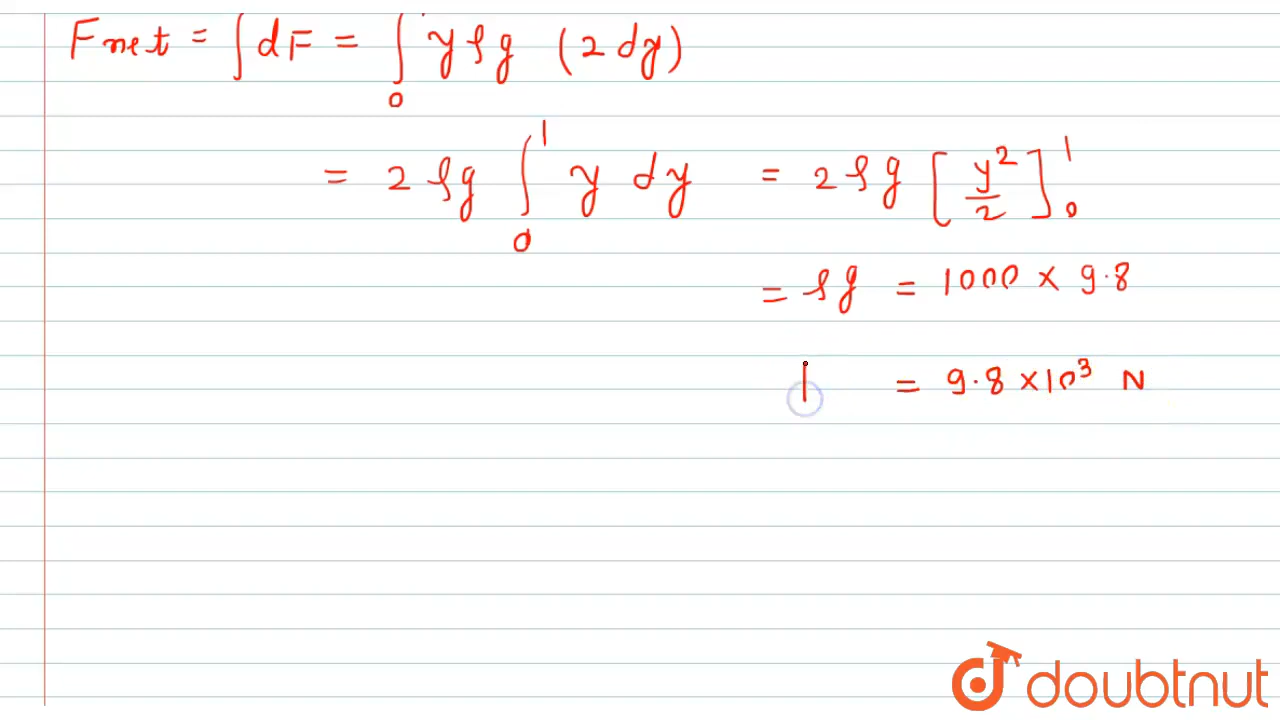 Fnet = ∫ dF = ∫₀ yρg (2dy)
= 2ρg ∫₀¹ y dy = 2ρg [y²/2]₀¹
= ρg = 1000 × 9.8
= 9.8 × 10³ N
doubtnut